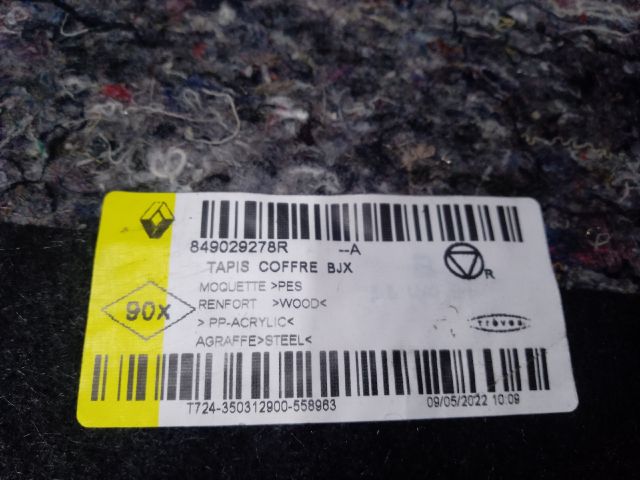 849029278R --A
TAPIS COFFRE BJX
MOQUETTE >PES
RENFORT >WOOD<
>PP-ACRYLIC<
AGRAFFE>STEEL<
R
90x
trèves
T724-350312900-558963
09/05/2022 10:09